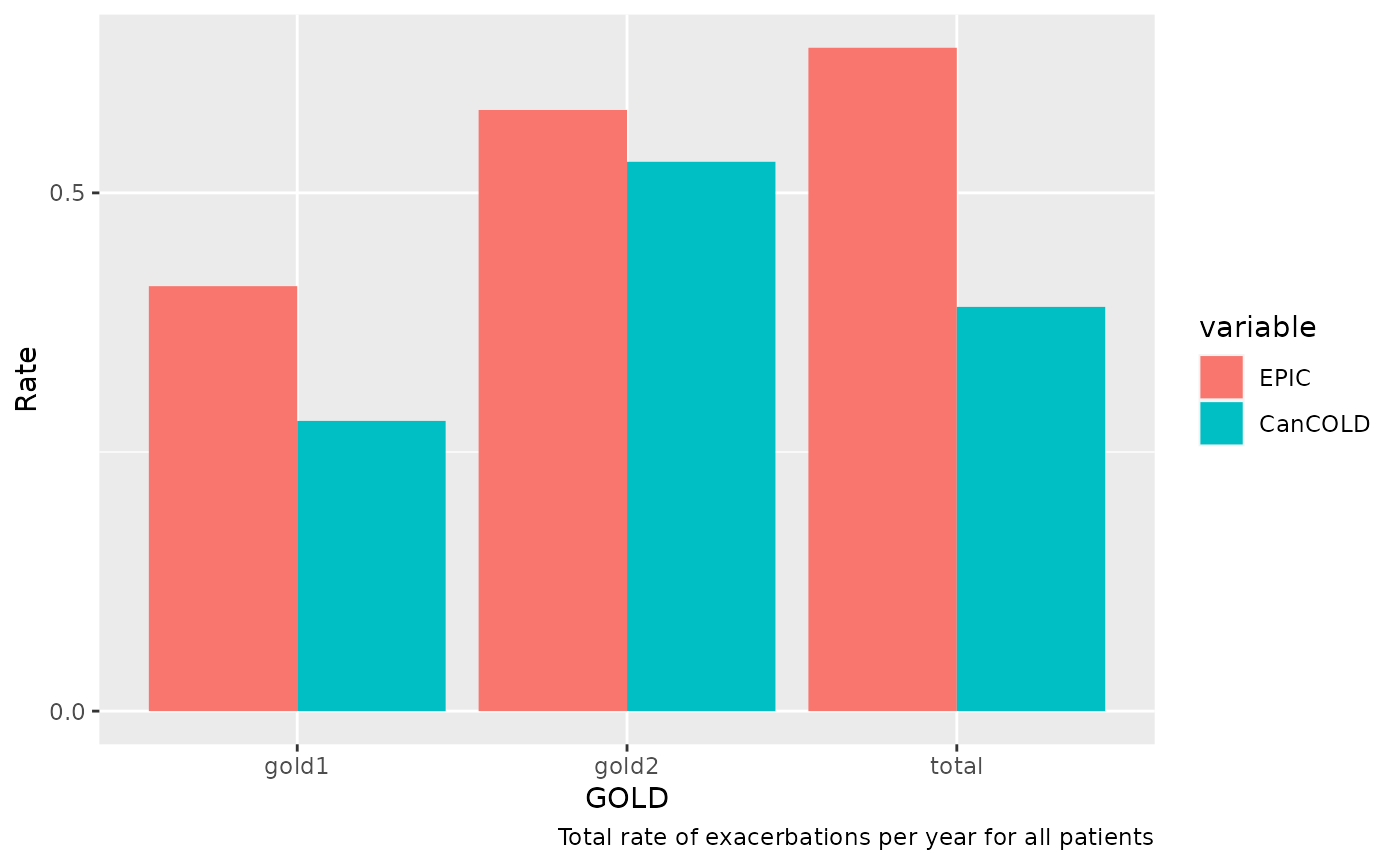 Rate
0.5
0.0
gold1 gold2 total
GOLD
Total rate of exacerbations per year for all patients
variable
EPIC
CanCOLD